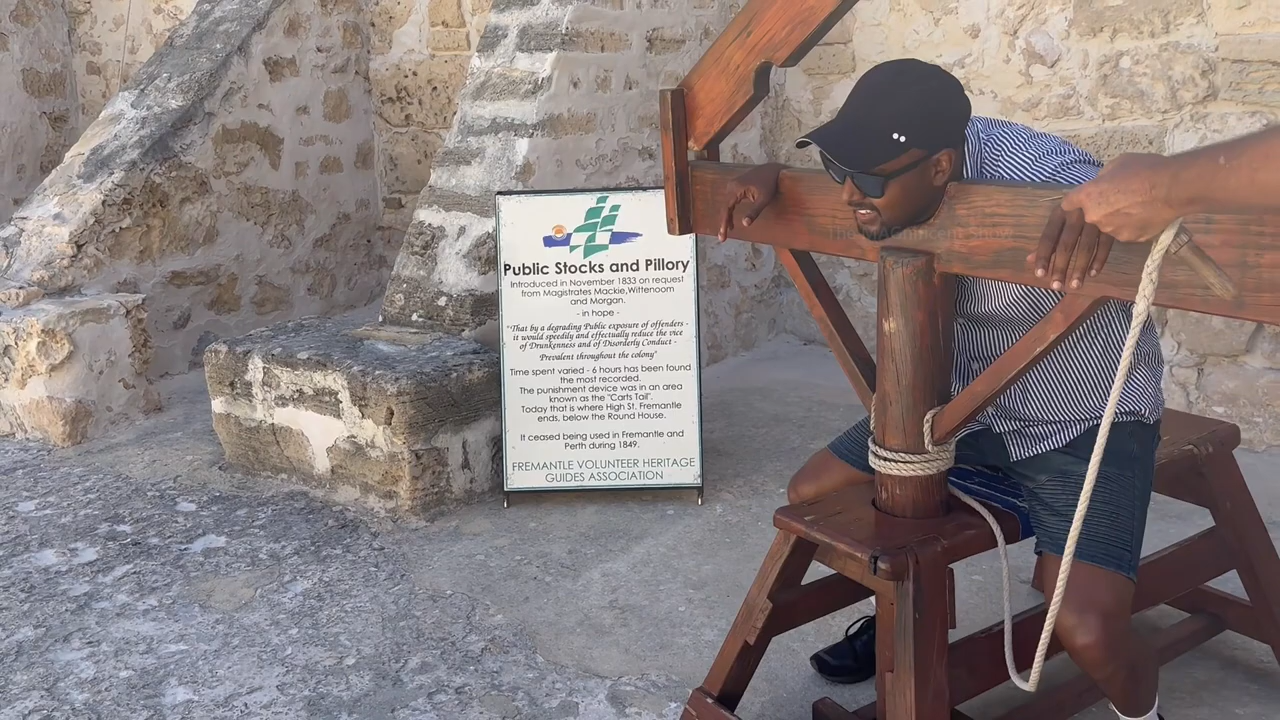 Public Stocks and Pillory
Introduced in November 1833 on request
from Magistrates Mackie,Wittenoom
and Morgan.
- in hope -
"That by a degrading Public exposure of offenders -
it would speedily and effectually reduce the vice
of Drunkenness and of Disorderly Conduct -
Prevalent throughout the colony"
Time spent varied - 6 hours has been found
the most recorded.
The punishment device was in an area
known as the "Carts Tail".
Today that is where High St. Fremantle
ends, below the Round House.
It ceased being used in Fremantle and
Perth during 1849.
FREMANTLE VOLUNTEER HERITAGE
GUIDES ASSOCIATION
The MAGnificent Show